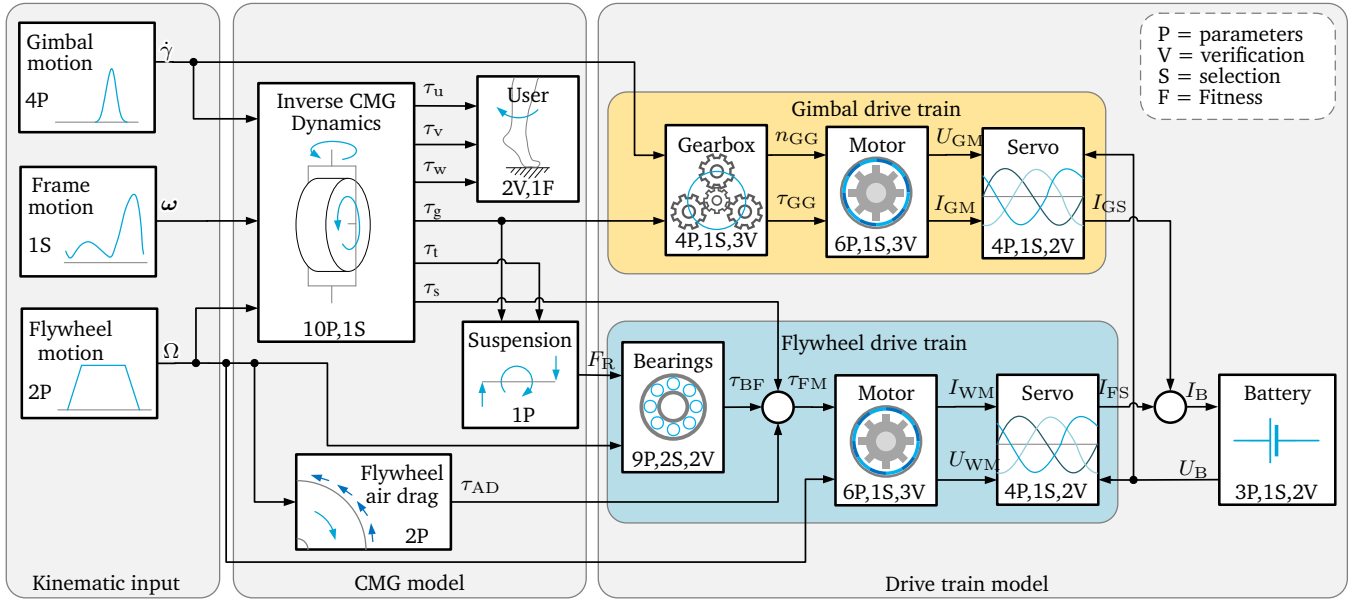 Gimbal
motion
4P
γ̇
Frame
motion
1S
ω
Flywheel
motion
2P
Ω
Kinematic input
Inverse CMG
Dynamics
10P,1S
τu
τv
τw
τg
τt
τs
User
2V,1F
Suspension
1P
FR
Flywheel
air drag
2P
τAD
CMG model
P = parameters
V = verification
S = selection
F = Fitness
Gimbal drive train
Gearbox
4P,1S,3V
nGG
τGG
Motor
6P,1S,3V
UGM
IGM
Servo
4P,1S,2V
IGS
Flywheel drive train
Bearings
9P,2S,2V
τBF
τFM
Motor
6P,1S,3V
IWM
UWM
Servo
4P,1S,2V
IFS
IB
UB
Battery
3P,1S,2V
Drive train model